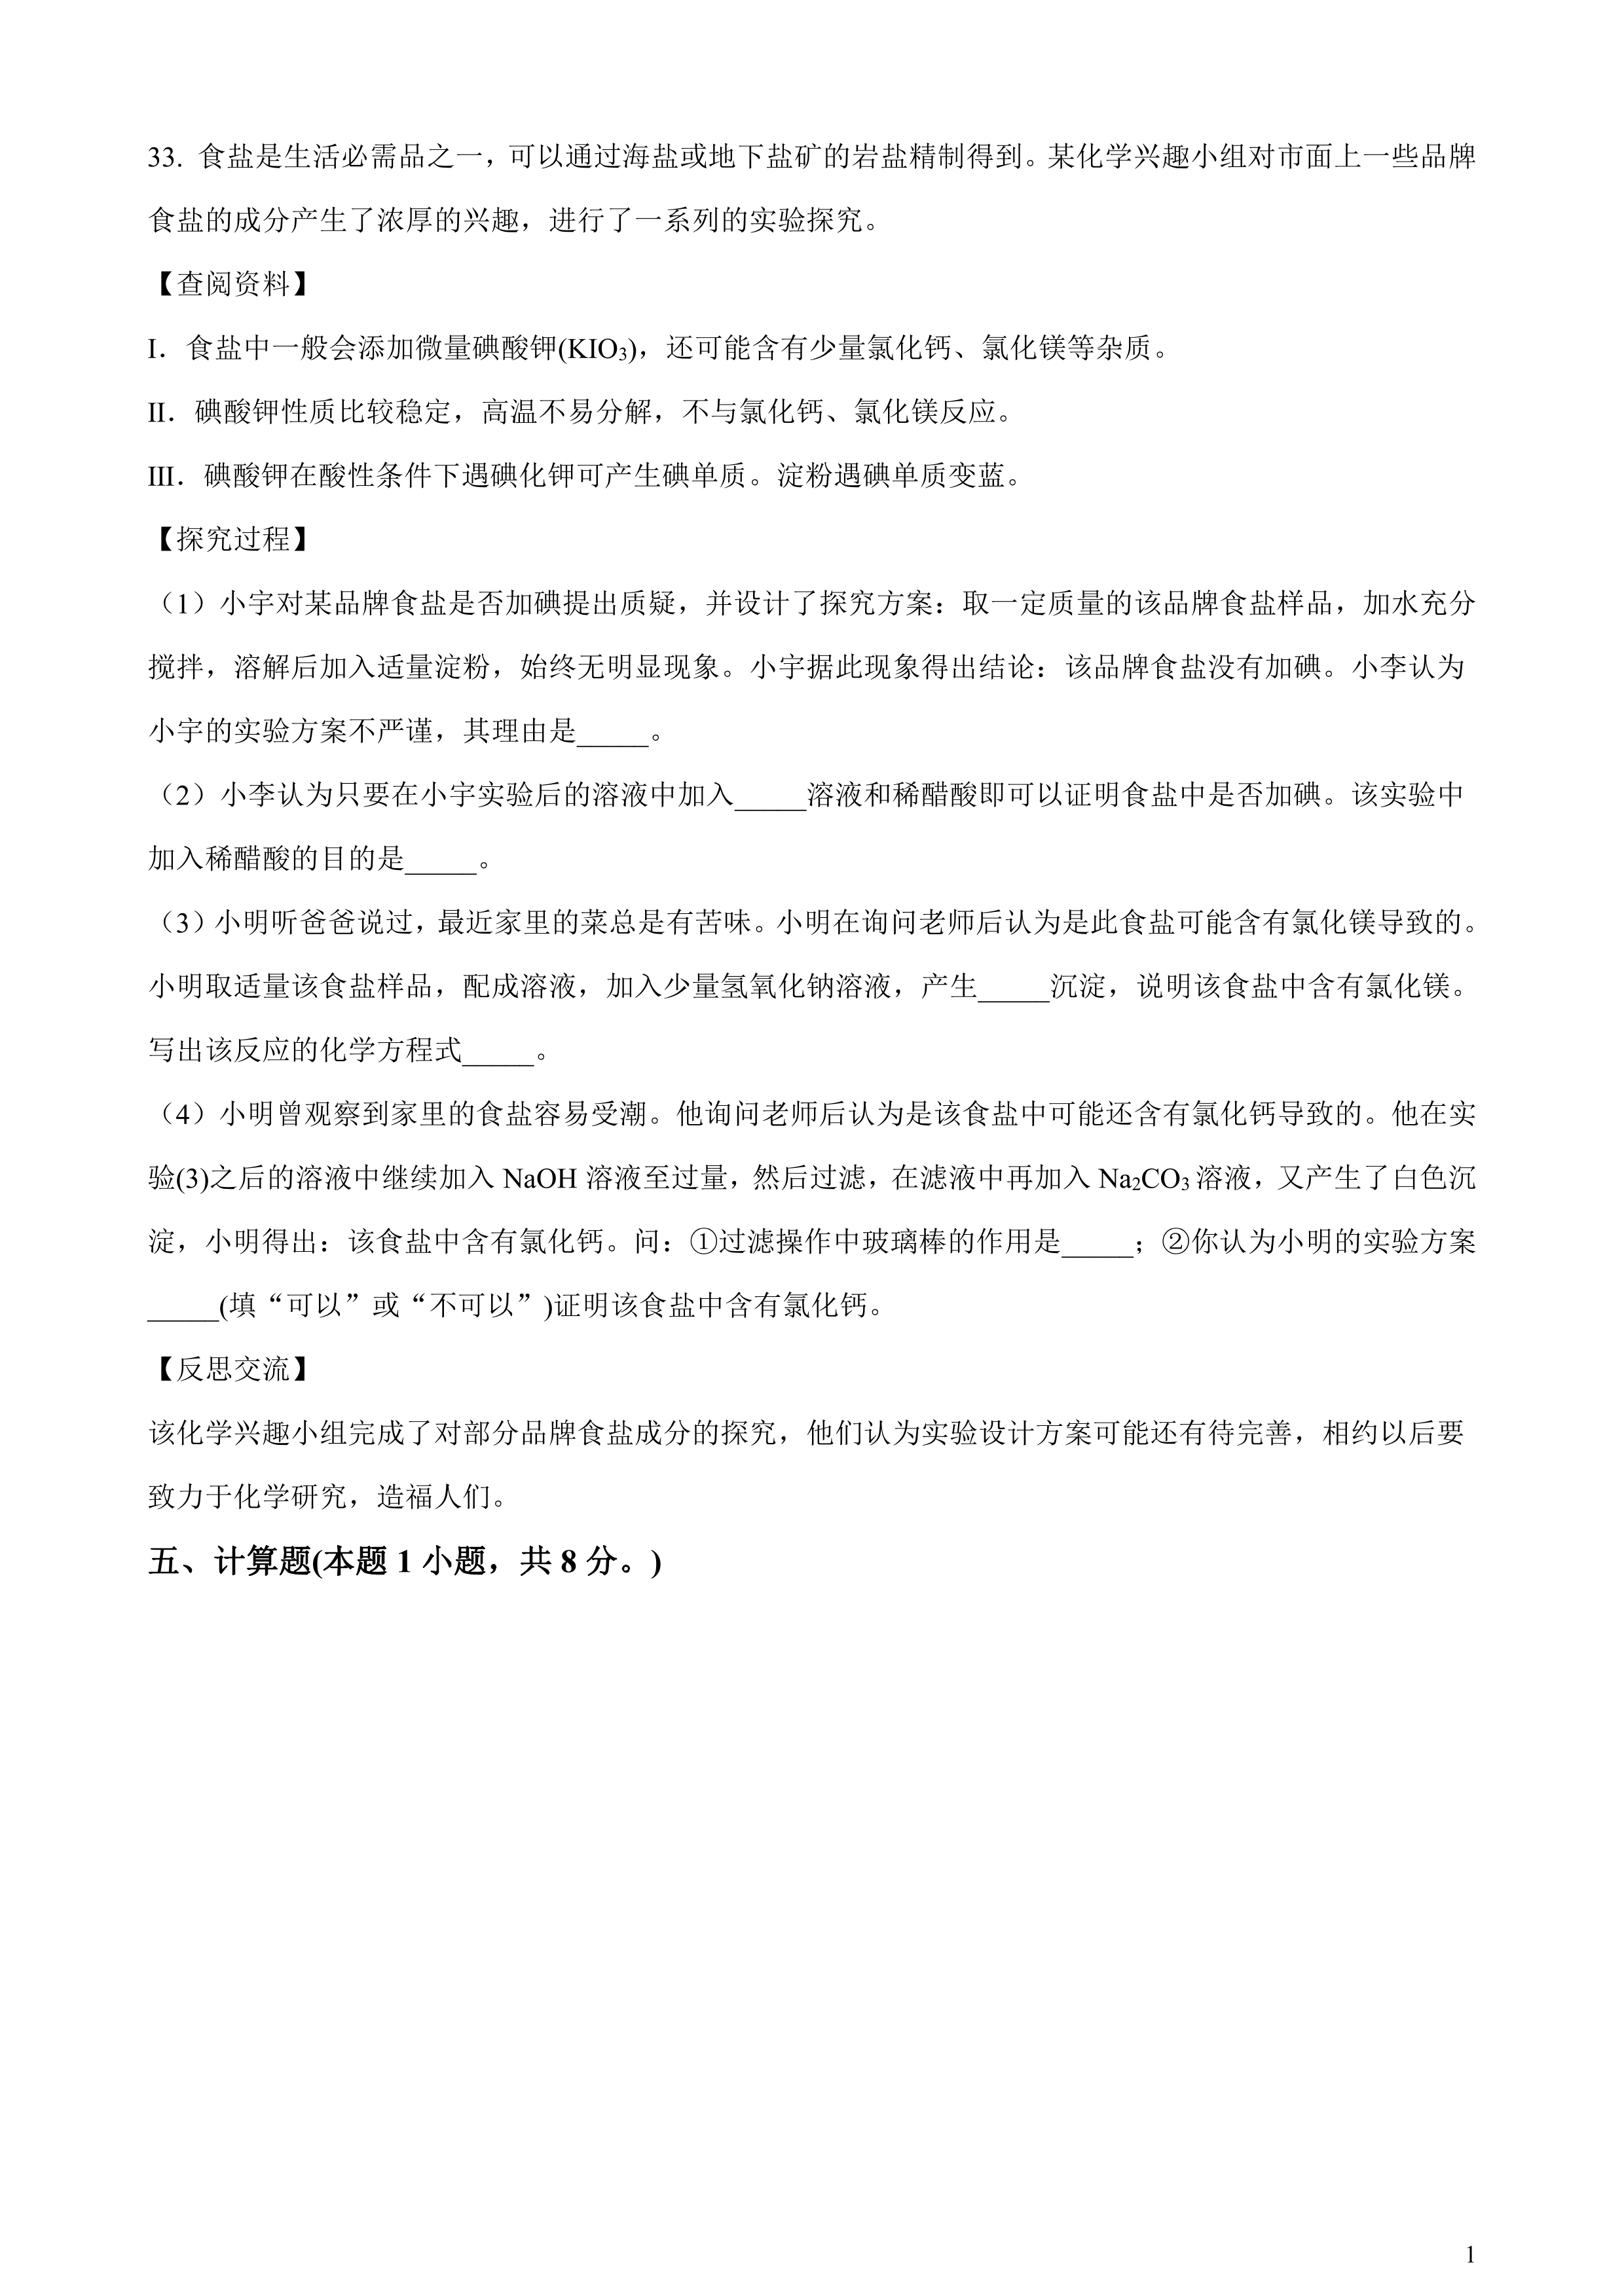 33. 食盐是生活必需品之一，可以通过海盐或地下盐矿的岩盐精制得到。某化学兴趣小组对市面上一些品牌
食盐的成分产生了浓厚的兴趣，进行了一系列的实验探究。
【查阅资料】
I．食盐中一般会添加微量碘酸钾(KIO₃)，还可能含有少量氯化钙、氯化镁等杂质。
II．碘酸钾性质比较稳定，高温不易分解，不与氯化钙、氯化镁反应。
III．碘酸钾在酸性条件下遇碘化钾可产生碘单质。淀粉遇碘单质变蓝。
【探究过程】
（1）小宇对某品牌食盐是否加碘提出质疑，并设计了探究方案：取一定质量的该品牌食盐样品，加水充分
搅拌，溶解后加入适量淀粉，始终无明显现象。小宇据此现象得出结论：该品牌食盐没有加碘。小李认为
小宇的实验方案不严谨，其理由是_____。
（2）小李认为只要在小宇实验后的溶液中加入_____溶液和稀醋酸即可以证明食盐中是否加碘。该实验中
加入稀醋酸的目的是_____。
（3）小明听爸爸说过，最近家里的菜总是有苦味。小明在询问老师后认为是此食盐可能含有氯化镁导致的。
小明取适量该食盐样品，配成溶液，加入少量氢氧化钠溶液，产生_____沉淀，说明该食盐中含有氯化镁。
写出该反应的化学方程式_____。
（4）小明曾观察到家里的食盐容易受潮。他询问老师后认为是该食盐中可能还含有氯化钙导致的。他在实
验(3)之后的溶液中继续加入 NaOH 溶液至过量，然后过滤，在滤液中再加入 Na₂CO₃ 溶液，又产生了白色沉
淀，小明得出：该食盐中含有氯化钙。问：①过滤操作中玻璃棒的作用是_____；②你认为小明的实验方案
_____(填“可以”或“不可以”)证明该食盐中含有氯化钙。
【反思交流】
该化学兴趣小组完成了对部分品牌食盐成分的探究，他们认为实验设计方案可能还有待完善，相约以后要
致力于化学研究，造福人们。
五、计算题(本题 1 小题，共 8 分。)
1